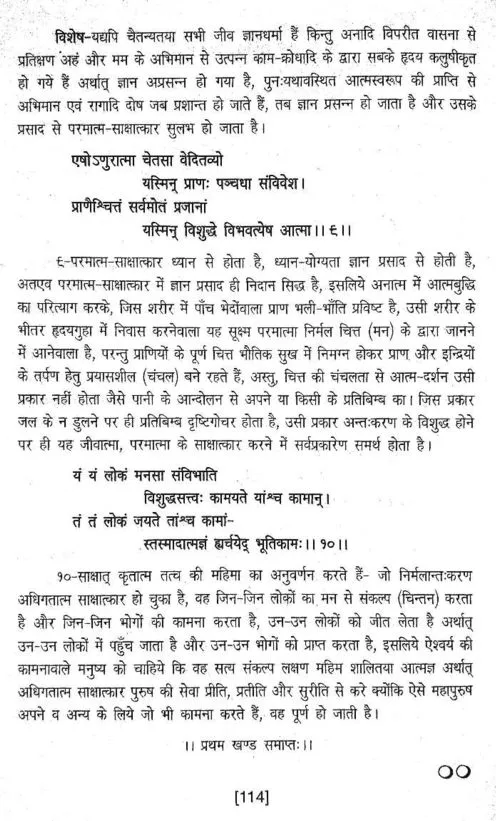 विशेष-यद्यपि चैतन्यतया सभी जीव ज्ञानधर्मा हैं किन्तु अनादि विपरीत वासना से
प्रतिक्षण अहं और मम के अभिमान से उत्पन्न काम-क्रोधादि के द्वारा सबके हृदय कलुषीकृत
हो गये हैं अर्थात् ज्ञान अप्रसन्न हो गया है, पुनःयथावस्थित आत्मस्वरूप की प्राप्ति से
अभिमान एवं रागादि दोष जब प्रशान्त हो जाते हैं, तब ज्ञान प्रसन्न हो जाता है और उसके
प्रसाद से परमात्म-साक्षात्कार सुलभ हो जाता है।
एषोऽणुरात्मा चेतसा वेदितव्यो
यस्मिन् प्राणः पञ्चधा संविवेश।
प्राणैश्चित्तं सर्वमोतं प्रजानां
यस्मिन् विशुद्धे विभवत्येष आत्मा।।९।।
९-परमात्म-साक्षात्कार ध्यान से होता है, ध्यान-योग्यता ज्ञान प्रसाद से होती है,
अतएव परमात्म-साक्षात्कार में ज्ञान प्रसाद ही निदान सिद्ध है, इसलिये अनात्म में आत्मबुद्धि
का परित्याग करके, जिस शरीर में पाँच भेदोंवाला प्राण भली-भाँति प्रविष्ट है, उसी शरीर के
भीतर हृदयगुहा में निवास करनेवाला यह सूक्ष्म परमात्मा निर्मल चित्त (मन) के द्वारा जानने
में आनेवाला है, परन्तु प्राणियों के पूर्ण चित्त भौतिक सुख में निमग्न होकर प्राण और इन्द्रियों
के तर्पण हेतु प्रयासशील (चंचल) बने रहते हैं, अस्तु, चित्त की चंचलता से आत्म-दर्शन उसी
प्रकार नहीं होता जैसे पानी के आन्दोलन से अपने या किसी के प्रतिबिम्ब का। जिस प्रकार
जल के न डुलने पर ही प्रतिबिम्ब दृष्टिगोचर होता है, उसी प्रकार अन्तःकरण के विशुद्ध होने
पर ही यह जीवात्मा, परमात्मा के साक्षात्कार करने में सर्वप्रकारेण समर्थ होता है।
यं यं लोकं मनसा संविभाति
विशुद्धसत्त्वः कामयते यांश्च कामान्।
तं तं लोकं जयते तांश्च कामां-
स्तस्मादात्मज्ञं ह्यर्चयेद् भूतिकामः।।१०।।
१०-साक्षात् कृतात्म तत्व की महिमा का अनुवर्णन करते हैं- जो निर्मलान्तःकरण
अधिगतात्म साक्षात्कार हो चुका है, वह जिन-जिन लोकों का मन से संकल्प (चिन्तन) करता
है और जिन-जिन भोगों की कामना करता है, उन-उन लोकों को जीत लेता है अर्थात्
उन-उन लोकों में पहुँच जाता है और उन-उन भोगों को प्राप्त करता है, इसलिये ऐश्वर्य की
कामनावाले मनुष्य को चाहिये कि वह सत्य संकल्प लक्षण महिम शालितया आत्मज्ञ अर्थात्
अधिगतात्म साक्षात्कार पुरुष की सेवा प्रीति, प्रतीति और सुरीति से करे क्योंकि ऐसे महापुरुष
अपने व अन्य के लिये जो भी कामना करते हैं, वह पूर्ण हो जाती है।
।। प्रथम खण्ड समाप्तः।।
[114]